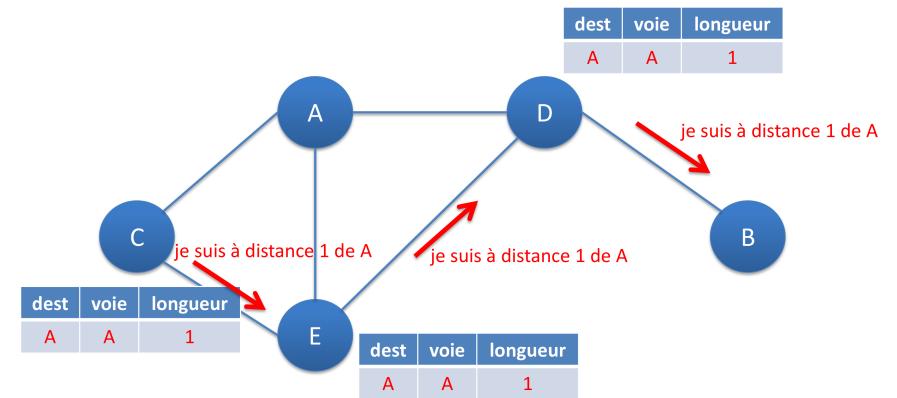 dest voie longueur
A A 1
A
D
je suis à distance 1 de A
C
B
je suis à distance 1 de A
je suis à distance 1 de A
dest voie longueur
A A 1
E
dest voie longueur
A A 1